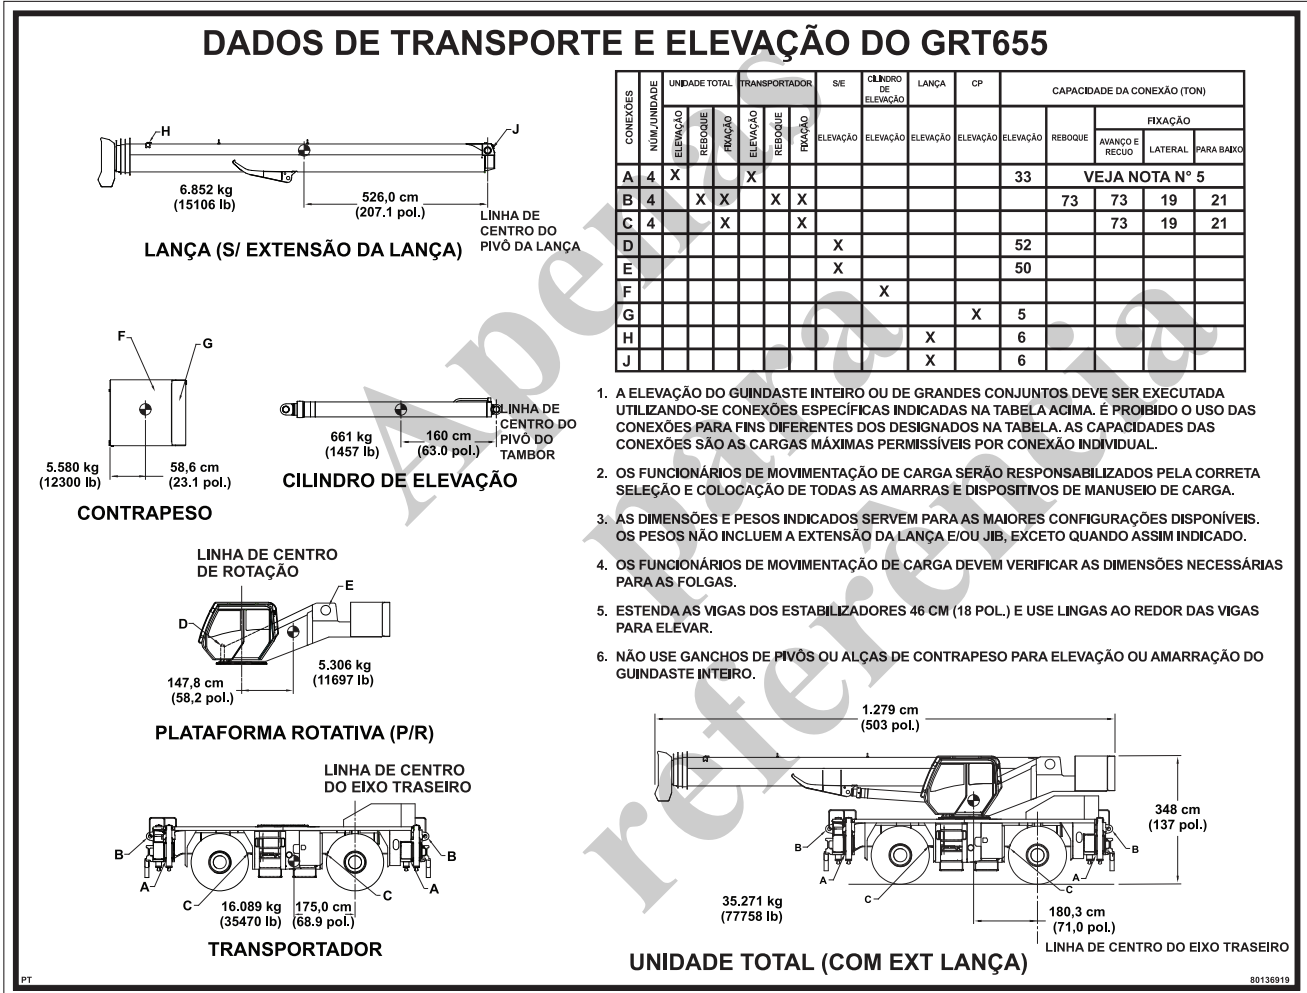 DADOS DE TRANSPORTE E ELEVAÇÃO DO GRT655
H
J
6.852 kg
(15106 lb)
526,0 cm
(207.1 pol.)
LINHA DE
CENTRO DO
PIVÔ DA LANÇA
LANÇA (S/ EXTENSÃO DA LANÇA)
F
G
5.580 kg
(12300 lb)
58,6 cm
(23.1 pol.)
CONTRAPESO
661 kg
(1457 lb)
160 cm
(63.0 pol.)
LINHA DE
CENTRO DO
PIVÔ DO
TAMBOR
CILINDRO DE ELEVAÇÃO
LINHA DE CENTRO
DE ROTAÇÃO
E
D
5.306 kg
(11697 lb)
147,8 cm
(58,2 pol.)
PLATAFORMA ROTATIVA (P/R)
LINHA DE CENTRO
DO EIXO TRASEIRO
B
B
A
A
C
C
16.089 kg
(35470 lb)
175,0 cm
(68.9 pol.)
TRANSPORTADOR
CONEXÕES NÚM./UNIDADE UNIDADE TOTAL TRANSPORTADOR S/E CILINDRO DE ELEVAÇÃO LANÇA CP CAPACIDADE DA CONEXÃO (TON)
ELEVAÇÃO REBOQUE FIXAÇÃO ELEVAÇÃO REBOQUE FIXAÇÃO ELEVAÇÃO ELEVAÇÃO ELEVAÇÃO ELEVAÇÃO ELEVAÇÃO REBOQUE FIXAÇÃO
AVANÇO E RECUO LATERAL PARA BAIXO
A 4 X X 33 VEJA NOTA N° 5
B 4 X X X X 73 73 19 21
C 4 X X 73 19 21
D X 52
E X 50
F X
G X 5
H X 6
J X 6
1. A ELEVAÇÃO DO GUINDASTE INTEIRO OU DE GRANDES CONJUNTOS DEVE SER EXECUTADA
UTILIZANDO-SE CONEXÕES ESPECÍFICAS INDICADAS NA TABELA ACIMA. É PROIBIDO O USO DAS
CONEXÕES PARA FINS DIFERENTES DOS DESIGNADOS NA TABELA. AS CAPACIDADES DAS
CONEXÕES SÃO AS CARGAS MÁXIMAS PERMISSÍVEIS POR CONEXÃO INDIVIDUAL.
2. OS FUNCIONÁRIOS DE MOVIMENTAÇÃO DE CARGA SERÃO RESPONSABILIZADOS PELA CORRETA
SELEÇÃO E COLOCAÇÃO DE TODAS AS AMARRAS E DISPOSITIVOS DE MANUSEIO DE CARGA.
3. AS DIMENSÕES E PESOS INDICADOS SERVEM PARA AS MAIORES CONFIGURAÇÕES DISPONÍVEIS.
OS PESOS NÃO INCLUEM A EXTENSÃO DA LANÇA E/OU JIB, EXCETO QUANDO ASSIM INDICADO.
4. OS FUNCIONÁRIOS DE MOVIMENTAÇÃO DE CARGA DEVEM VERIFICAR AS DIMENSÕES NECESSÁRIAS
PARA AS FOLGAS.
5. ESTENDA AS VIGAS DOS ESTABILIZADORES 46 CM (18 POL.) E USE LINGAS AO REDOR DAS VIGAS
PARA ELEVAR.
6. NÃO USE GANCHOS DE PIVÔS OU ALÇAS DE CONTRAPESO PARA ELEVAÇÃO OU AMARRAÇÃO DO
GUINDASTE INTEIRO.
1.279 cm
(503 pol.)
348 cm
(137 pol.)
B
B
A
A
C
C
35.271 kg
(77758 lb)
180,3 cm
(71,0 pol.)
LINHA DE CENTRO DO EIXO TRASEIRO
UNIDADE TOTAL (COM EXT LANÇA)
PT
80136919
Apenas
para
referência